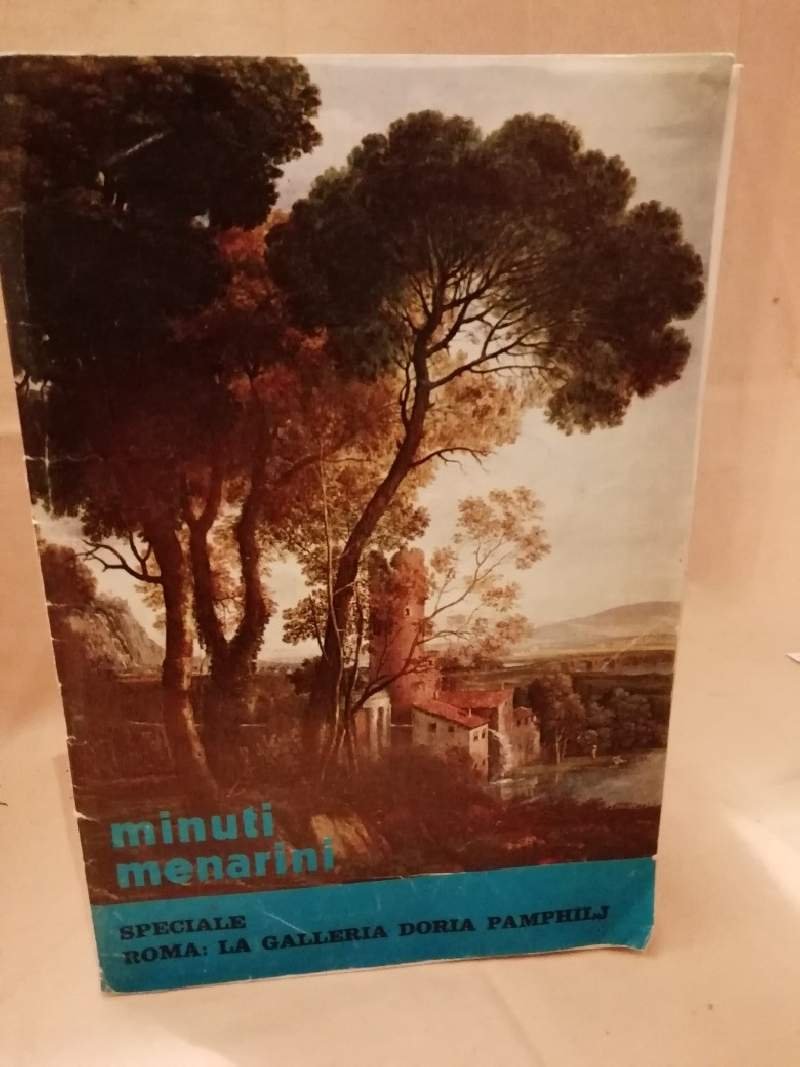 minuti
menarini
SPECIALE
ROMA: LA GALLERIA DORIA PAMPHILJ